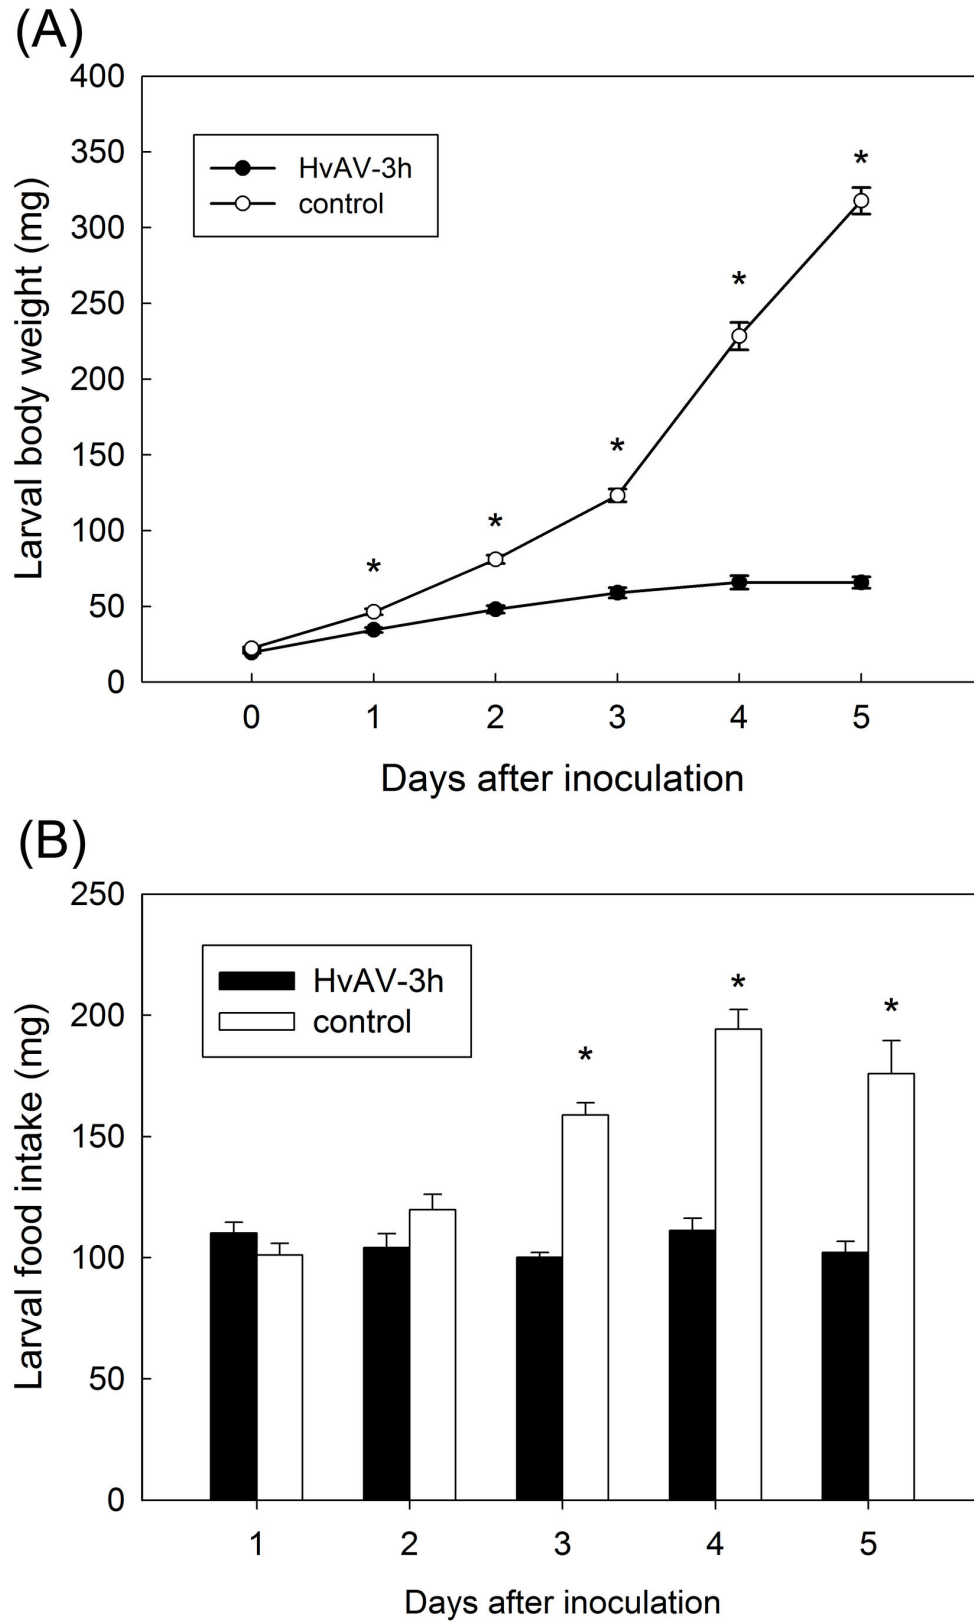 (A)
Larval body weight (mg)
400
350
300
250
200
150
100
50
0
HvAV-3h
control
*
*
*
*
*
0 1 2 3 4 5
Days after inoculation
(B)
Larval food intake (mg)
250
200
150
100
50
0
HvAV-3h
control
*
*
*
1 2 3 4 5
Days after inoculation